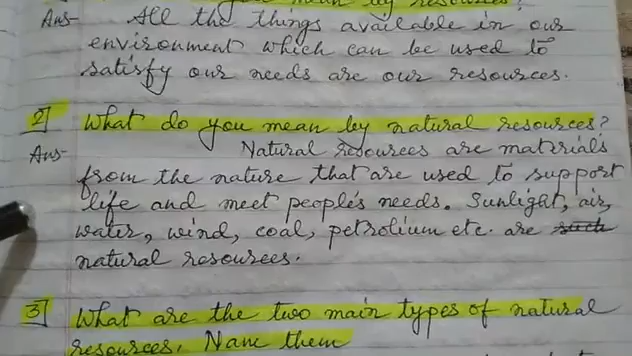 mean by resources?
Ans- All the things available in our
environment which can be used to
satisfy our needs are our resources.
2 What do you mean by natural resources?
Ans- Natural resources are materials
from the nature that are used to support
life and meet people's needs. Sunlight, air,
water, wind, coal, petrolium etc. are such
natural resources.
3 What are the two main types of natural
resources. Name them